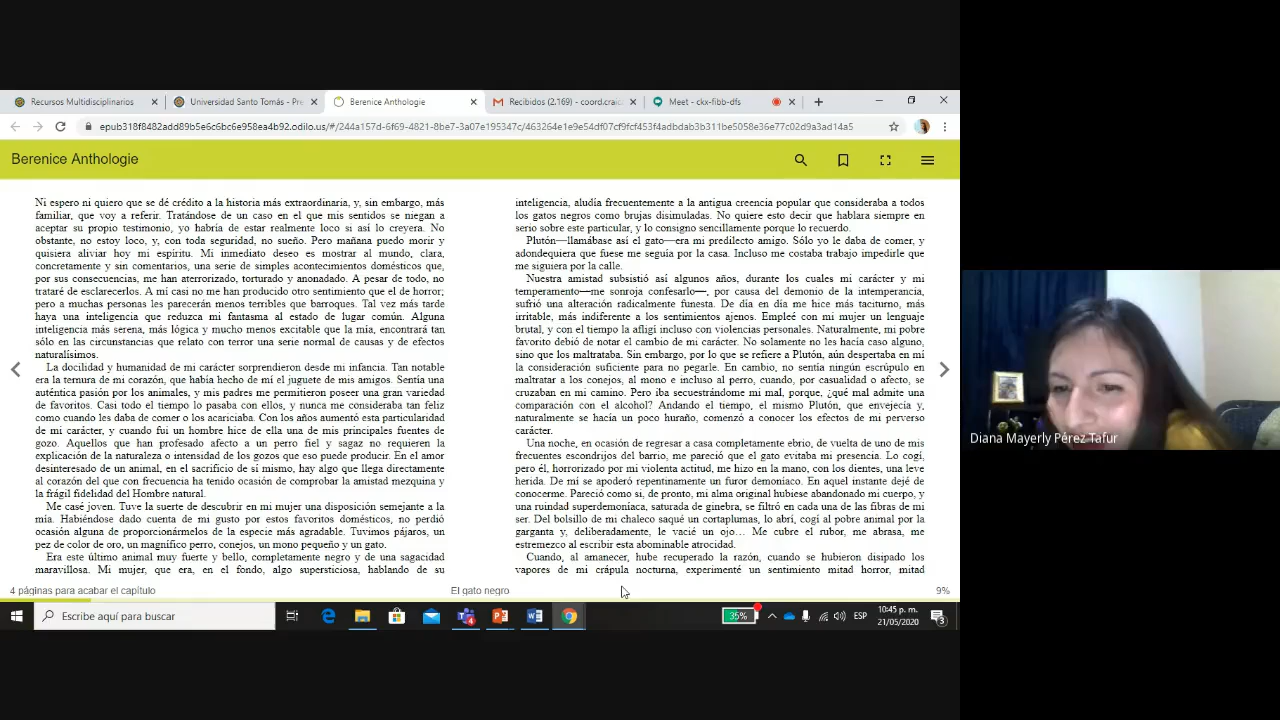 Recursos Multidisciplinarios
Universidad Santo Tomás - Pre
Berenice Anthologie
Recibidos (2.169) - coord.craic
Meet - ckx-fibb-dfs
epub318f8482add89b5e6c6bc6e958ea4b92.odilo.us/#/244a157d-6f69-4821-8be7-3a07e195347c/463264e1e9e54df07cf9fcf453f4adbdab3b311be5058e36e77c02d9a3ad14a5
Berenice Anthologie
Ni espero ni quiero que se dé crédito a la historia más extraordinaria, y, sin embargo, más
familiar, que voy a referir. Tratándose de un caso en el que mis sentidos se niegan a
aceptar su propio testimonio, yo habría de estar realmente loco si así lo creyera. No
obstante, no estoy loco, y, con toda seguridad, no sueño. Pero mañana puedo morir y
quisiera aliviar hoy mi espíritu. Mi inmediato deseo es mostrar al mundo, clara,
concretamente y sin comentarios, una serie de simples acontecimientos domésticos que,
por sus consecuencias, me han aterrorizado, torturado y anonadado. A pesar de todo, no
trataré de esclarecerlos. A mí casi no me han producido otro sentimiento que el de horror;
pero a muchas personas les parecerán menos terribles que barroques. Tal vez más tarde
haya una inteligencia que reduzca mi fantasma al estado de lugar común. Alguna
inteligencia más serena, más lógica y mucho menos excitable que la mía, encontrará tan
sólo en las circunstancias que relato con terror una serie normal de causas y de efectos
naturalísimos.
La docilidad y humanidad de mi carácter sorprendieron desde mi infancia. Tan notable
era la ternura de mi corazón, que había hecho de mí el juguete de mis amigos. Sentía una
auténtica pasión por los animales, y mis padres me permitieron poseer una gran variedad
de favoritos. Casi todo el tiempo lo pasaba con ellos, y nunca me consideraba tan feliz
como cuando les daba de comer o los acariciaba. Con los años aumentó esta particularidad
de mi carácter, y cuando fui un hombre hice de ella una de mis principales fuentes de
gozo. Aquellos que han profesado afecto a un perro fiel y sagaz no requieren la
explicación de la naturaleza o intensidad de los gozos que eso puede producir. En el amor
desinteresado de un animal, en el sacrificio de sí mismo, hay algo que llega directamente
al corazón del que con frecuencia ha tenido ocasión de comprobar la amistad mezquina y
la frágil fidelidad del Hombre natural.
Me casé joven. Tuve la suerte de descubrir en mi mujer una disposición semejante a la
mía. Habiéndose dado cuenta de mi gusto por estos favoritos domésticos, no perdió
ocasión alguna de proporcionármelos de la especie más agradable. Tuvimos pájaros, un
pez de color de oro, un magnífico perro, conejos, un mono pequeño y un gato.
Era este último animal muy fuerte y bello, completamente negro y de una sagacidad
maravillosa. Mi mujer, que era, en el fondo, algo supersticiosa, hablando de su
inteligencia, aludía frecuentemente a la antigua creencia popular que consideraba a todos
los gatos negros como brujas disimuladas. No quiere esto decir que hablara siempre en
serio sobre este particular, y lo consigno sencillamente porque lo recuerdo.
Plutón—llamábase así el gato—era mi predilecto amigo. Sólo yo le daba de comer, y
adondequiera que fuese me seguía por la casa. Incluso me costaba trabajo impedirle que
me siguiera por la calle.
Nuestra amistad subsistió así algunos años, durante los cuales mi carácter y mi
temperamento—me sonroja confesarlo—, por causa del demonio de la intemperancia,
sufrió una alteración radicalmente funesta. De día en día me hice más taciturno, más
irritable, más indiferente a los sentimientos ajenos. Empleé con mi mujer un lenguaje
brutal, y con el tiempo la afligí incluso con violencias personales. Naturalmente, mi pobre
favorito debió de notar el cambio de mi carácter. No solamente no les hacía caso alguno,
sino que los maltrataba. Sin embargo, por lo que se refiere a Plutón, aún despertaba en mí
la consideración suficiente para no pegarle. En cambio, no sentía ningún escrúpulo en
maltratar a los conejos, al mono e incluso al perro, cuando, por casualidad o afecto, se
cruzaban en mi camino. Pero iba secuestrándome mi mal, porque, ¿qué mal admite una
comparación con el alcohol? Andando el tiempo, el mismo Plutón, que envejecía y,
naturalmente se hacía un poco huraño, comenzó a conocer los efectos de mi perverso
carácter.
Una noche, en ocasión de regresar a casa completamente ebrio, de vuelta de uno de mis
frecuentes escondrijos del barrio, me pareció que el gato evitaba mi presencia. Lo cogí,
pero él, horrorizado por mi violenta actitud, me hizo en la mano, con los dientes, una leve
herida. De mí se apoderó repentinamente un furor demoníaco. En aquel instante dejé de
conocerme. Pareció como si, de pronto, mi alma original hubiese abandonado mi cuerpo, y
una ruindad superdemoníaca, saturada de ginebra, se filtró en cada una de las fibras de mi
ser. Del bolsillo de mi chaleco saqué un cortaplumas, lo abrí, cogí al pobre animal por la
garganta y, deliberadamente, le vacié un ojo... Me cubre el rubor, me abrasa, me
estremezco al escribir esta abominable atrocidad.
Cuando, al amanecer, hube recuperado la razón, cuando se hubieron disipado los
vapores de mi crápula nocturna, experimenté un sentimiento mitad horror, mitad
4 páginas para acabar el capítulo
El gato negro
9%
Diana Mayerly Pérez Tafur
Escribe aquí para buscar
35%
ESP
10:45 p. m.
21/05/2020
3